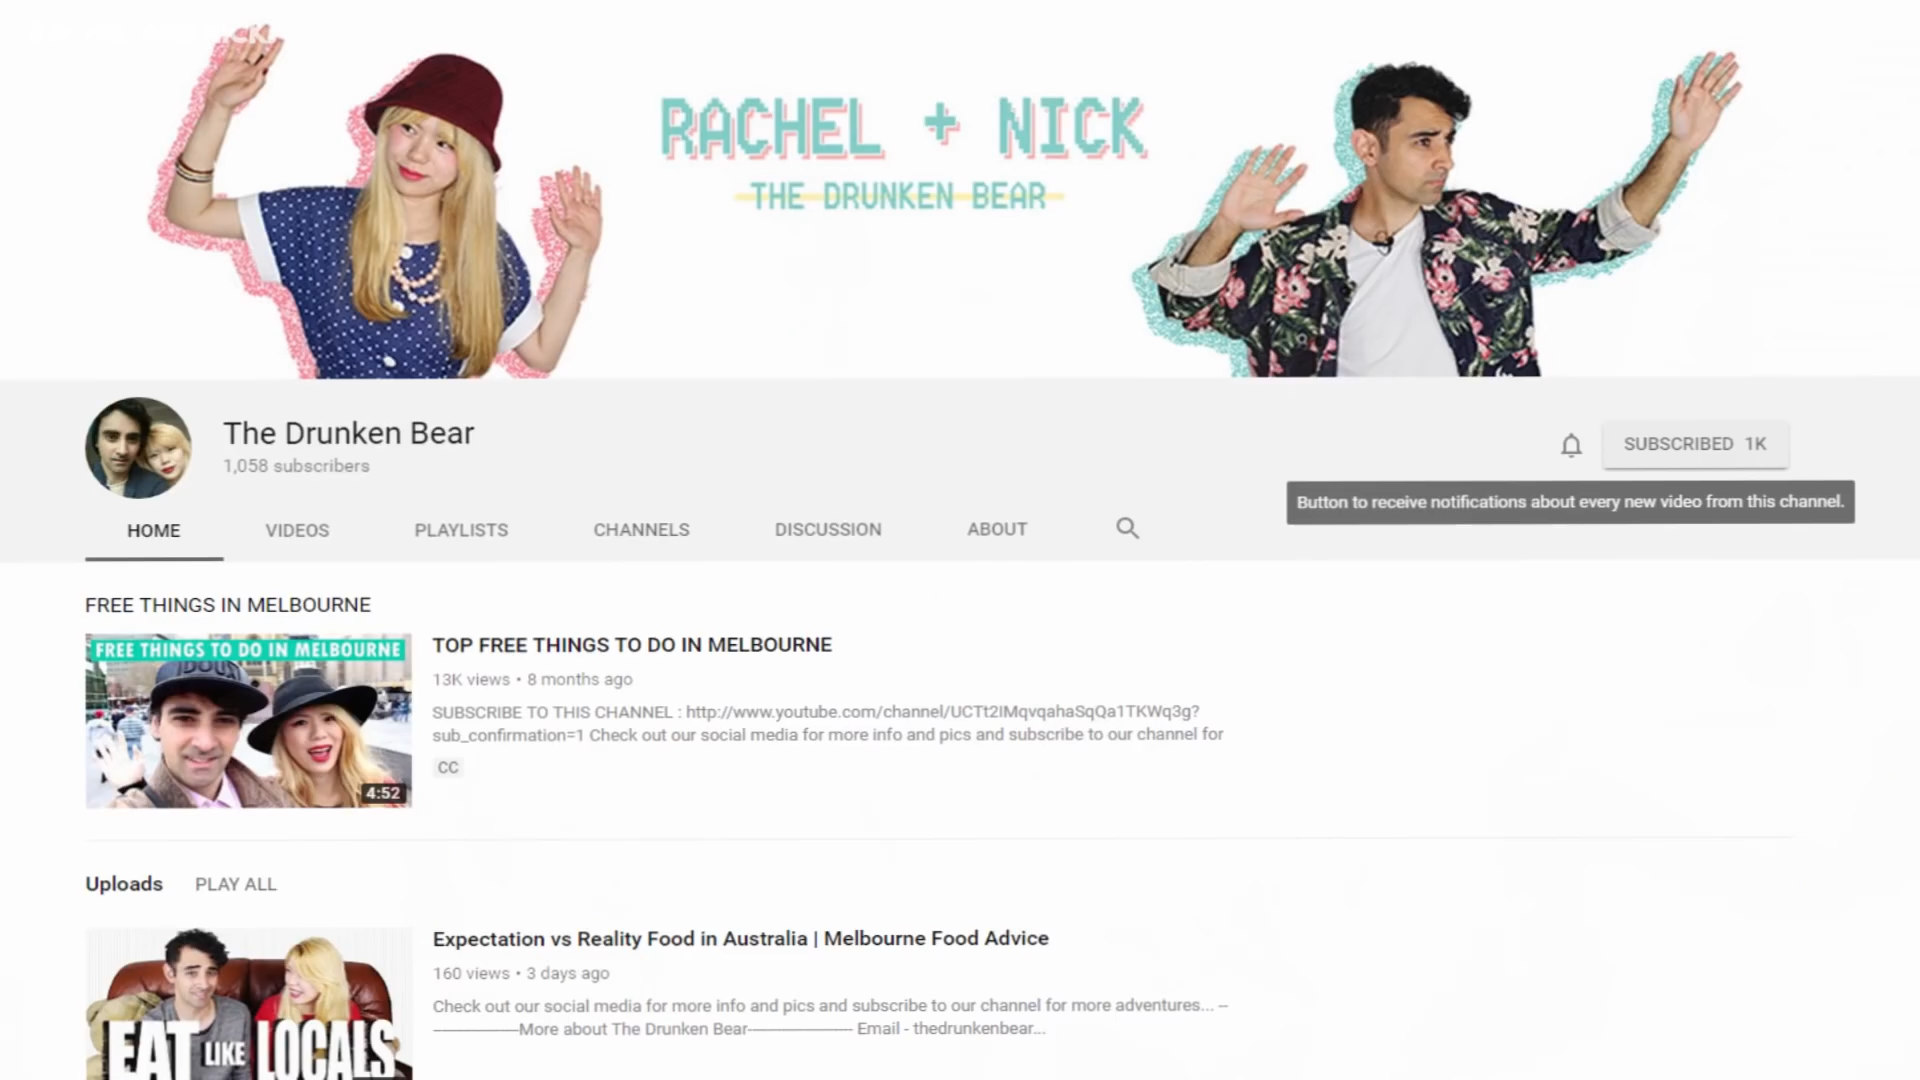 RACHEL + NICK
THE DRUNKEN BEAR
The Drunken Bear
1,058 subscribers
SUBSCRIBED 1K
Button to receive notifications about every new video from this channel.
HOME VIDEOS PLAYLISTS CHANNELS DISCUSSION ABOUT
FREE THINGS IN MELBOURNE
FREE THINGS TO DO IN MELBOURNE
4:52
TOP FREE THINGS TO DO IN MELBOURNE
13K views • 8 months ago
SUBSCRIBE TO THIS CHANNEL : http://www.youtube.com/channel/UCTt2IMqvqahaSqQa1TKWq3g?
sub_confirmation=1 Check out our social media for more info and pics and subscribe to our channel for
CC
Uploads PLAY ALL
EAT LIKE LOCALS
Expectation vs Reality Food in Australia | Melbourne Food Advice
160 views • 3 days ago
Check out our social media for more info and pics and subscribe to our channel for more adventures... –
——————More about The Drunken Bear——————— Email - thedrunkenbear...